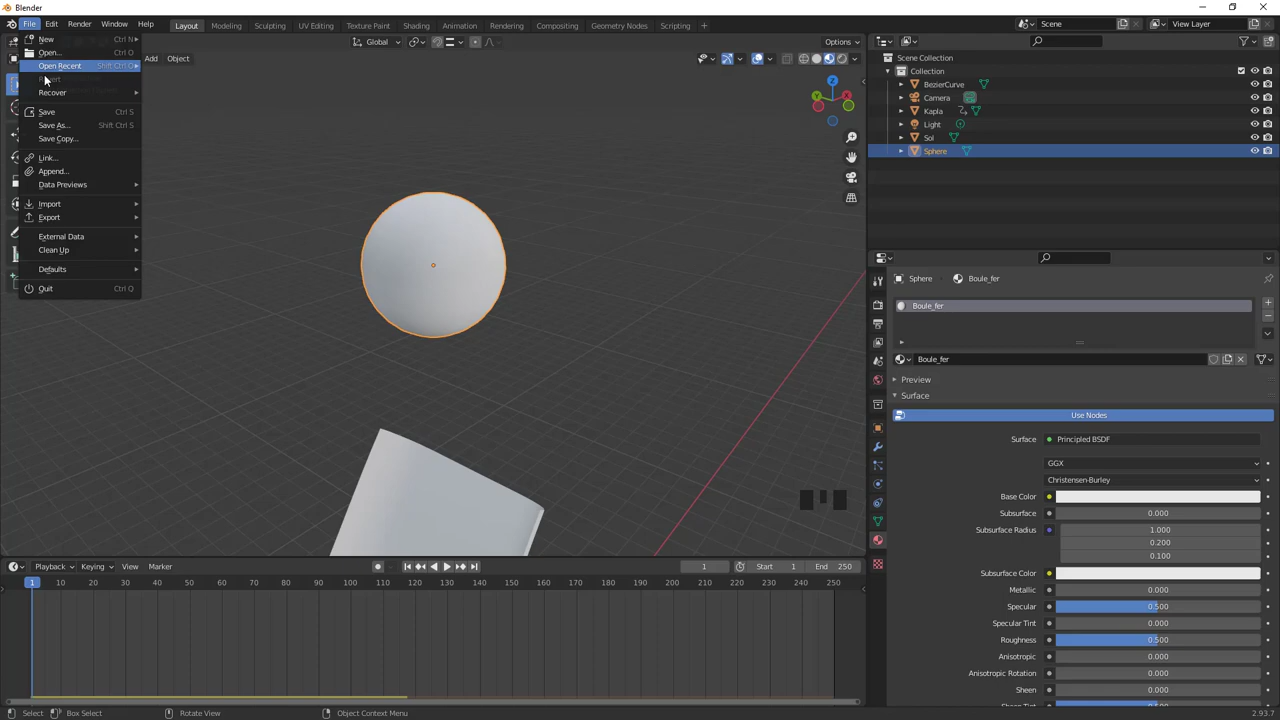 Blender
File Edit Render Window Help Layout Modeling Sculpting UV Editing Texture Paint Shading Animation Rendering Compositing Geometry Nodes Scripting + Scene View Layer
New Ctrl N
Open... Ctrl O
Open Recent Shift Ctrl O
Recover
Save Ctrl S
Save As... Shift Ctrl S
Save Copy...
Link...
Append...
Data Previews
Import
Export
External Data
Clean Up
Defaults
Quit Ctrl Q
Global Options
Add Object
Z
Y
X
Scene Collection
Collection
BezierCurve
Camera
Kapla
Light
Sol
Sphere
Sphere > Boule_fer
Boule_fer
Boule_fer
Preview
Surface
Use Nodes
Surface Principled BSDF
GGX
Christensen-Burley
Base Color
Subsurface 0.000
Subsurface Radius 1.000
0.200
0.100
Subsurface Color
Metallic 0.000
Specular 0.500
Specular Tint 0.000
Roughness 0.500
Anisotropic 0.000
Anisotropic Rotation 0.000
Sheen 0.000
Playback Keying View Marker 1 Start 1 End 250
1 10 20 30 40 50 60 70 80 90 100 110 120 130 140 150 160 170 180 190 200 210 220 230 240 250
Select Box Select Rotate View Object Context Menu 2.93.7